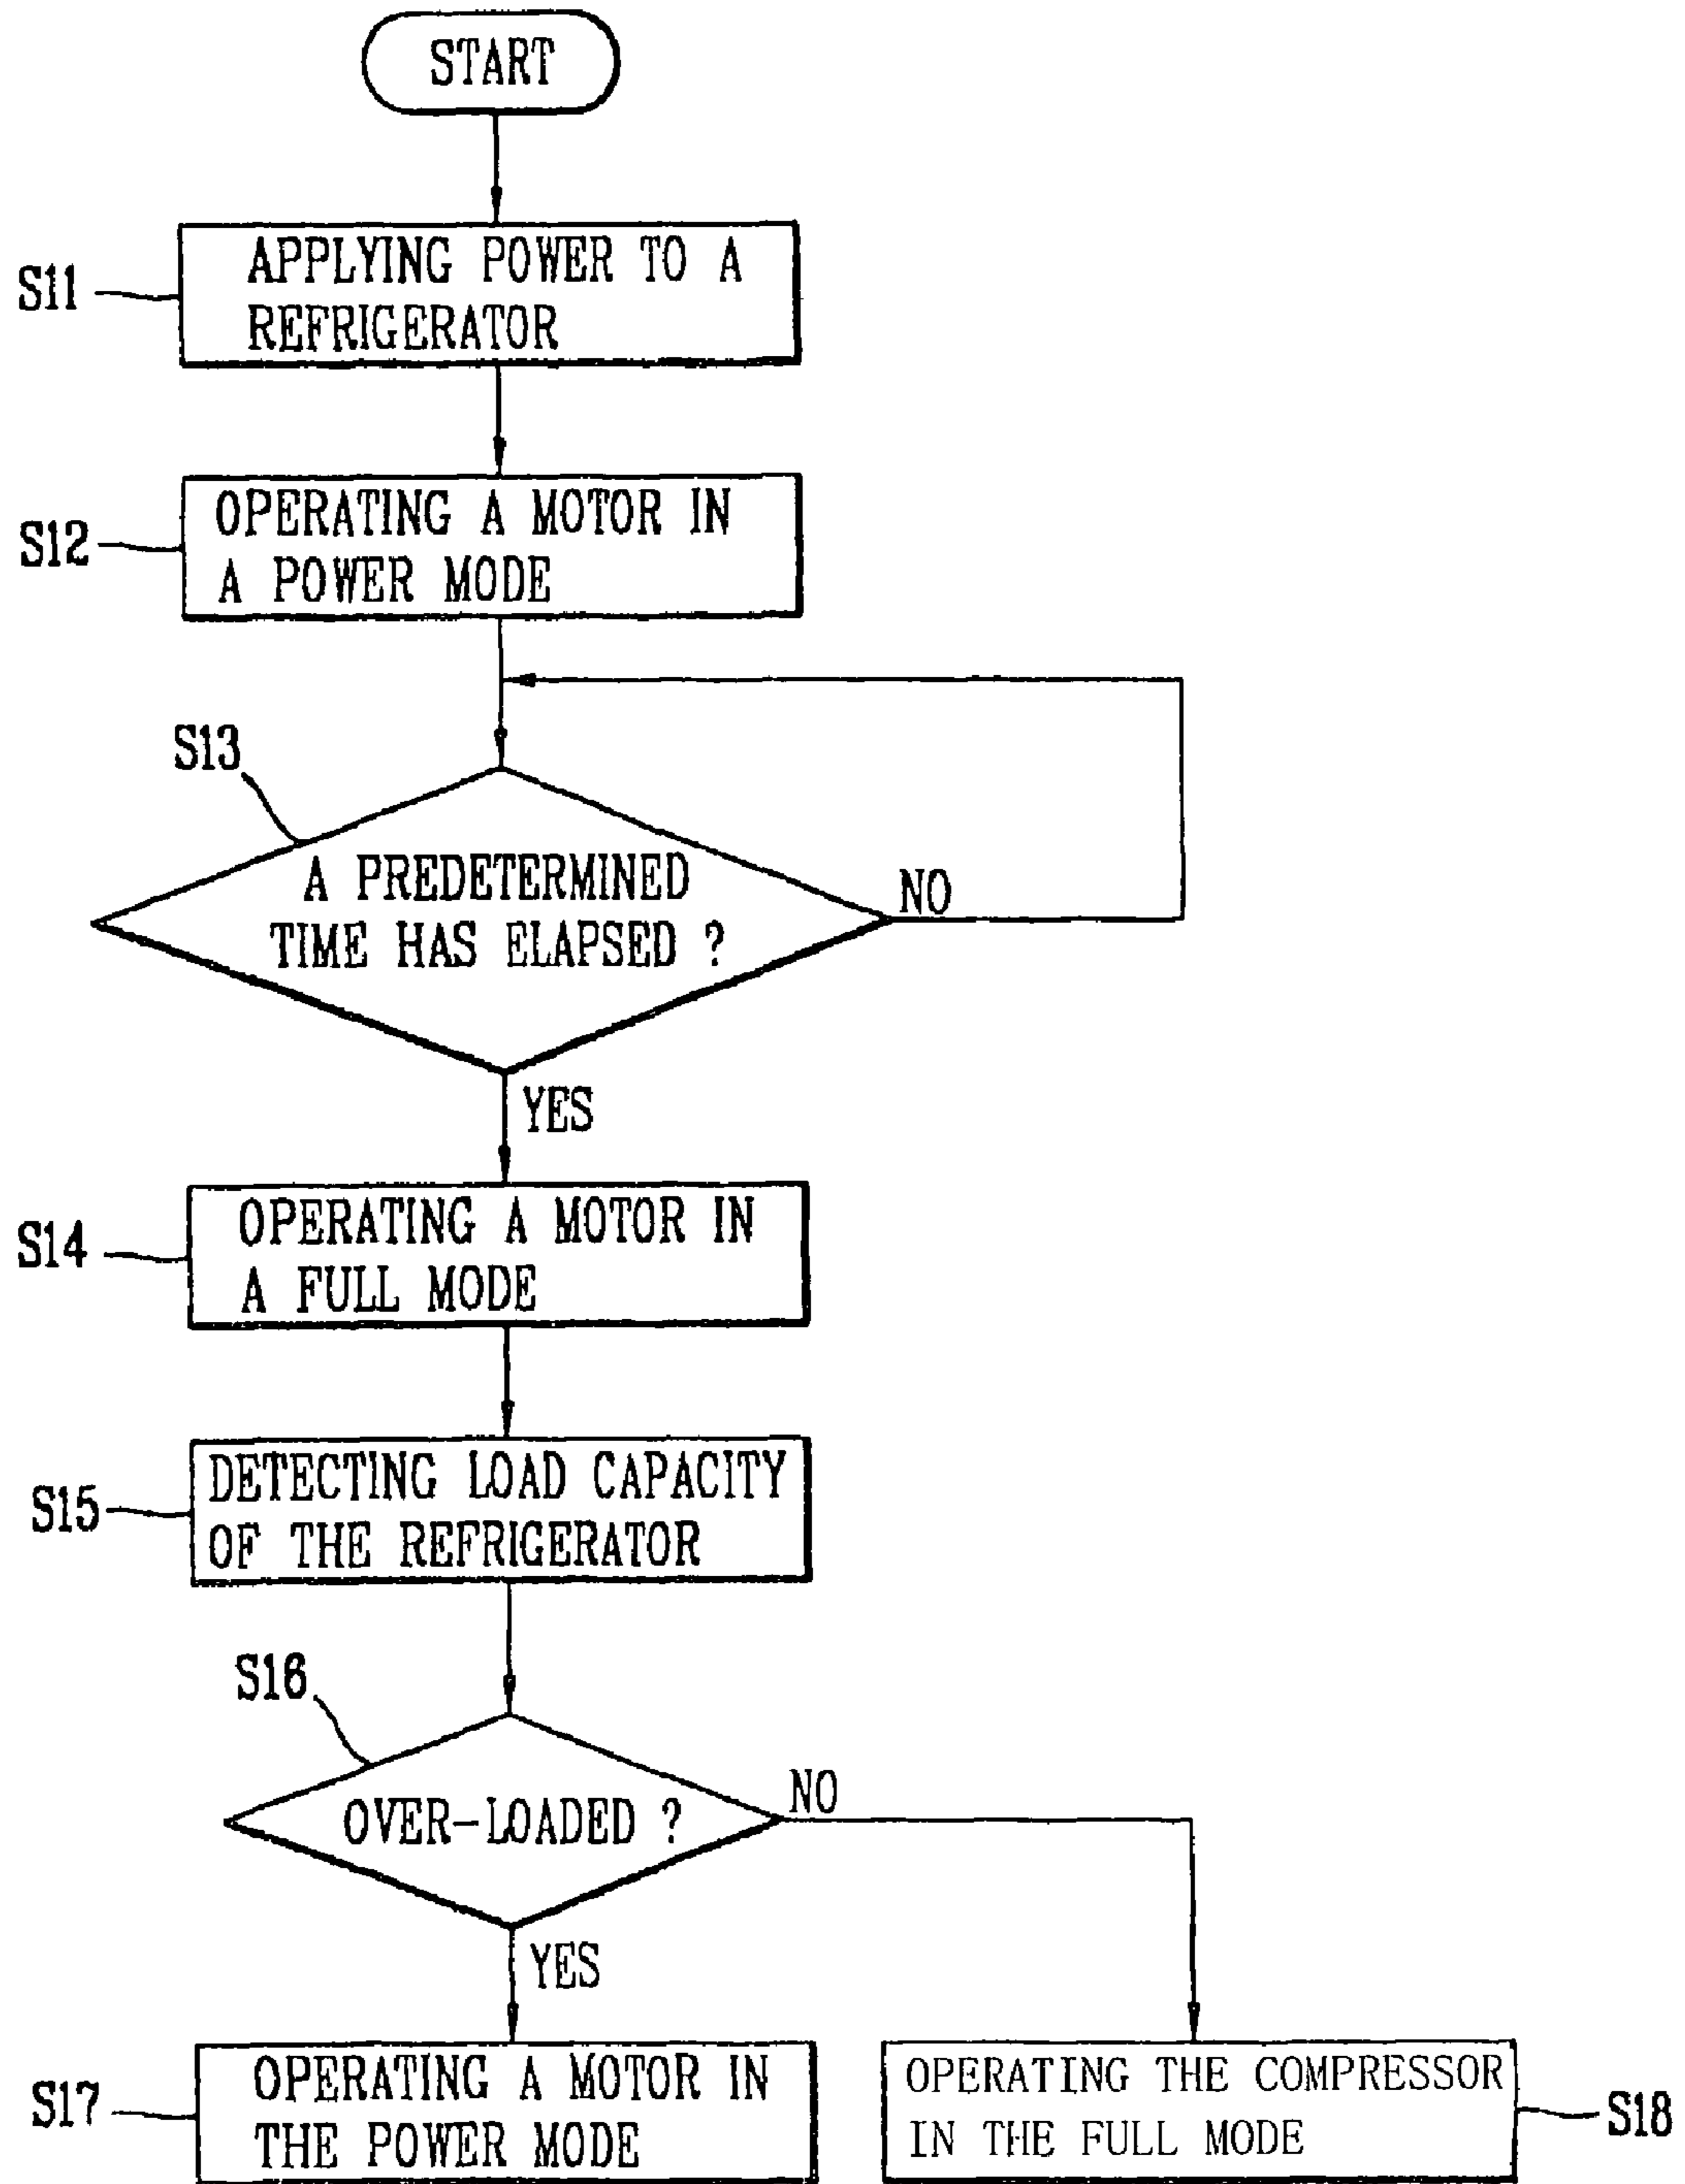 START
S11
APPLYING POWER TO A
REFRIGERATOR
S12
OPERATING A MOTOR IN
A POWER MODE
S13
A PREDETERMINED
TIME HAS ELAPSED ?
NO
YES
S14
OPERATING A MOTOR IN
A FULL MODE
S15
DETECTING LOAD CAPACITY
OF THE REFRIGERATOR
S16
OVER-LOADED ?
NO
YES
S17
OPERATING A MOTOR IN
THE POWER MODE
OPERATING THE COMPRESSOR
IN THE FULL MODE
S18